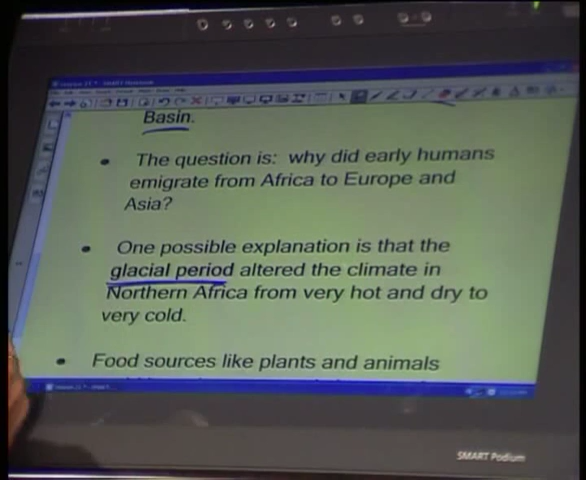 Basin.
• The question is: why did early humans
emigrate from Africa to Europe and
Asia?
• One possible explanation is that the
glacial period altered the climate in
Northern Africa from very hot and dry to
very cold.
• Food sources like plants and animals
SMART Podium